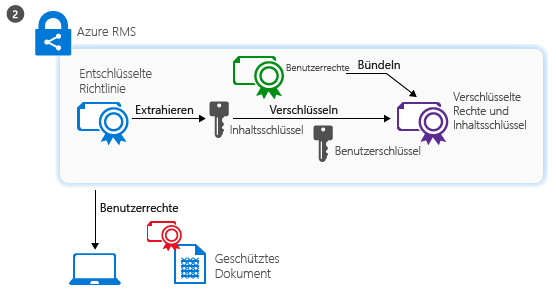 2
Azure RMS
Entschlüsselte
Richtlinie
Benutzerrechte
Bündeln
Extrahieren
Verschlüsseln
Inhaltsschlüssel
Benutzerschlüssel
Verschlüsselte
Rechte und
Inhaltsschlüssel
Benutzerrechte
Geschütztes
Dokument